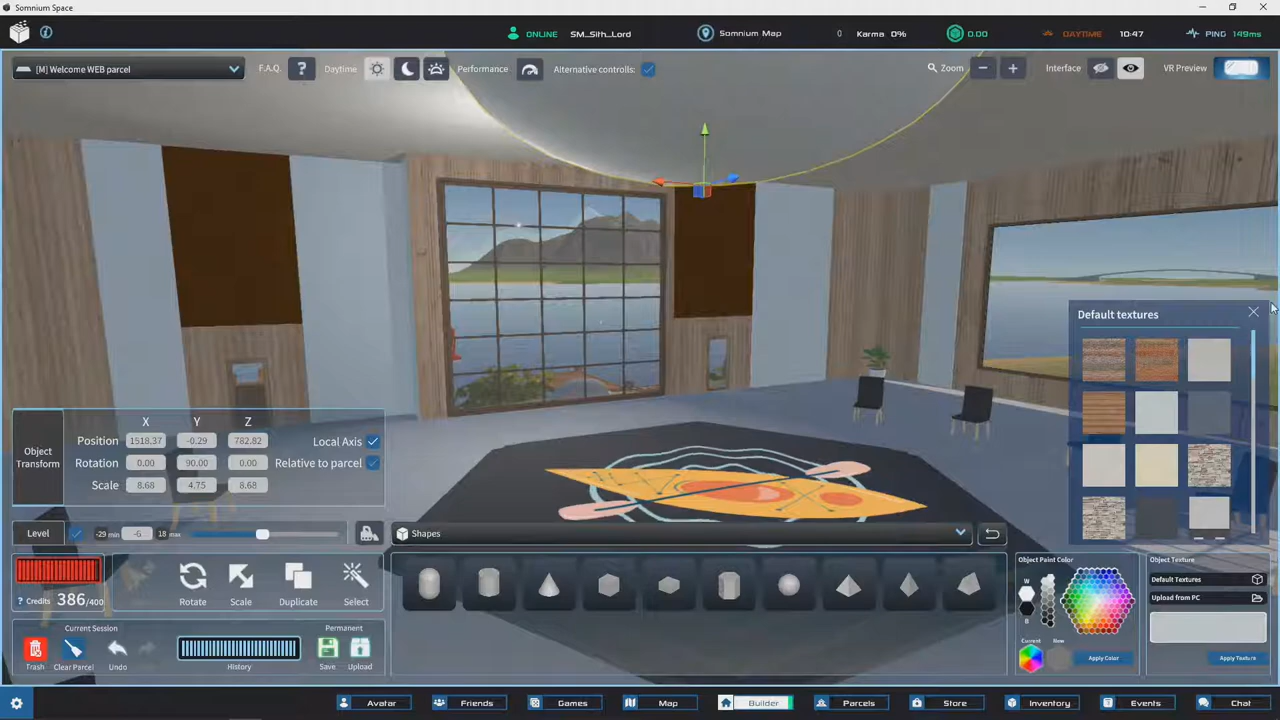 Somnium Space
ONLINE SM_Sith_Lord Somnium Map 0 Karma 0% 0.00 DAYTIME 10:47 PING 149ms
[M] Welcome WEB parcel F.A.Q. ? Daytime Performance Alternative controlls: Zoom Interface VR Preview
Default textures
X Y Z
Position 1518.37 -0.29 782.82 Local Axis
Object Transform
Rotation 0.00 90.00 0.00 Relative to parcel
Scale 8.68 4.75 8.68
Level -29 min -6 18 max
Shapes
? Credits 386/400
Rotate Scale Duplicate Select
Object Paint Color
W
B
Current New
Apply Color
Object Texture
Default Textures
Upload from PC
Apply Texture
Current Session Permanent
Trash Clear Parcel Undo History Save Upload
Avatar Friends Games Map Builder Parcels Store Inventory Events Chat